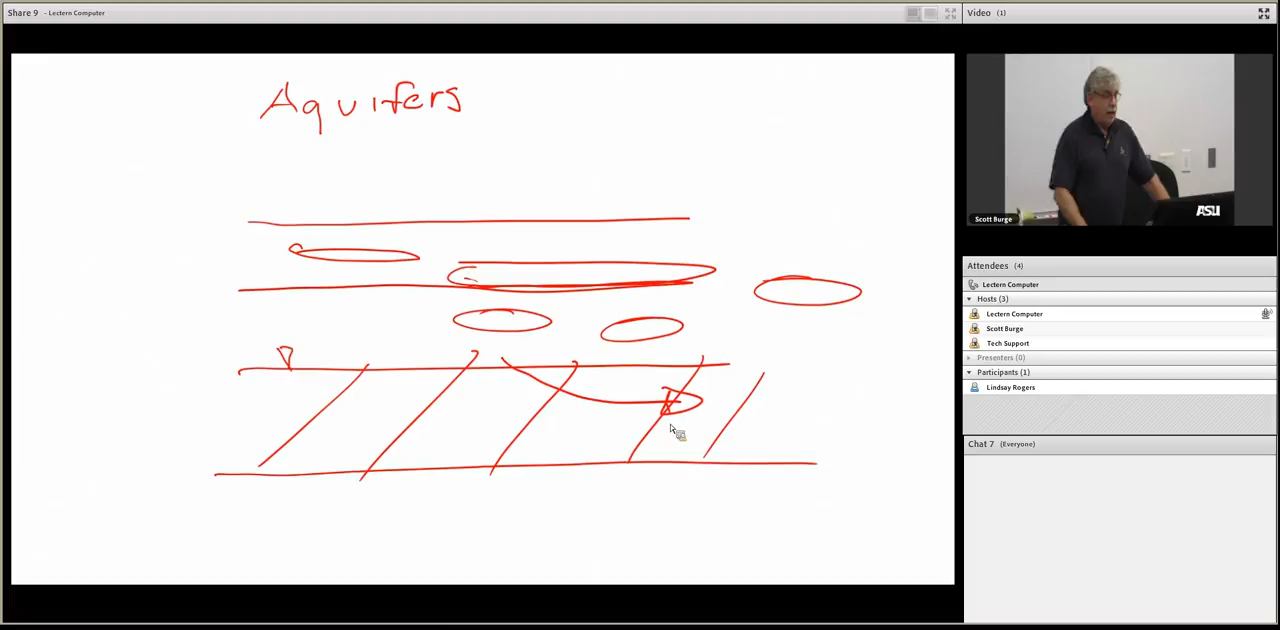 Share 9 - Lectern Computer
Video (1)
Aquifers
Scott Burge
ASU
Attendees (4)
Lectern Computer
Hosts (3)
Lectern Computer
Scott Burge
Tech Support
Presenters (0)
Participants (1)
Lindsay Rogers
Chat 7 (Everyone)